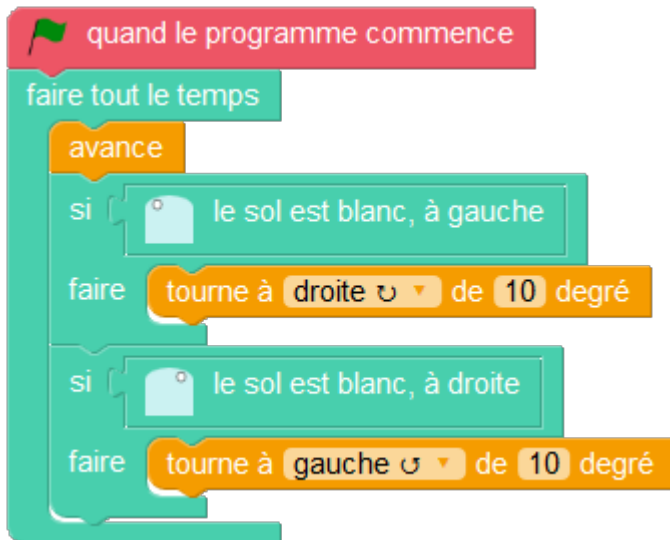 quand le programme commence
faire tout le temps
avance
si le sol est blanc, à gauche
faire tourne à droite ↻ de 10 degré
si le sol est blanc, à droite
faire tourne à gauche ↺ de 10 degré